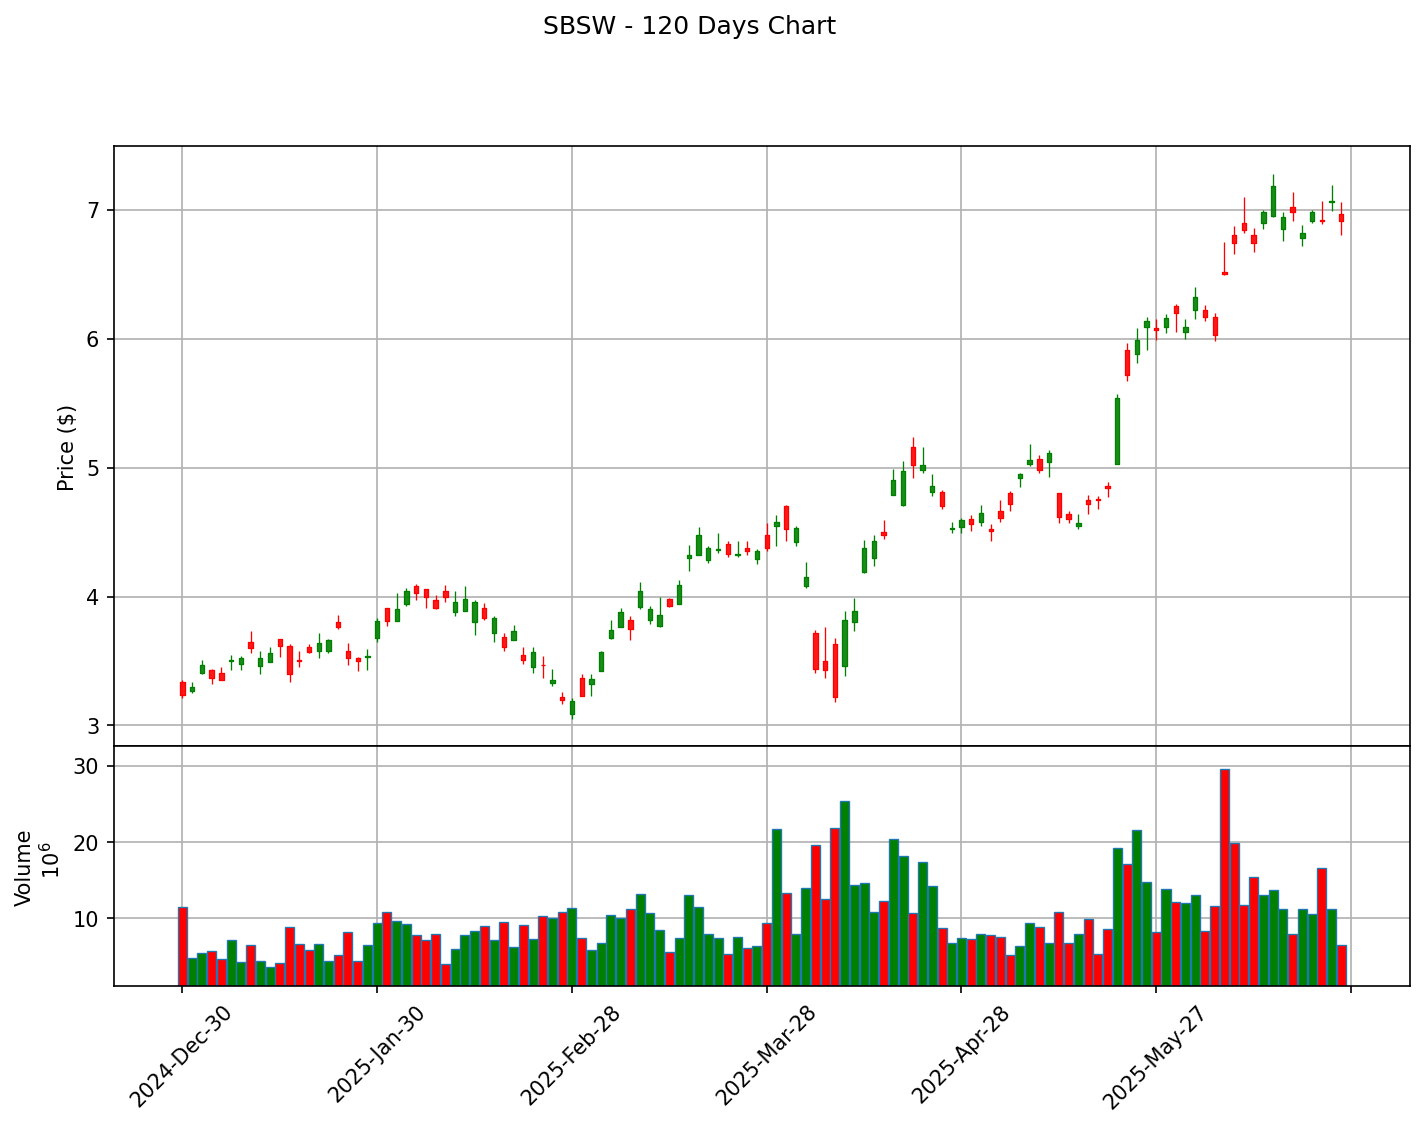 SBSW - 120 Days Chart
Price ($)
7
6
5
4
3
Volume
10^6
30
20
10
2024-Dec-30
2025-Jan-30
2025-Feb-28
2025-Mar-28
2025-Apr-28
2025-May-27